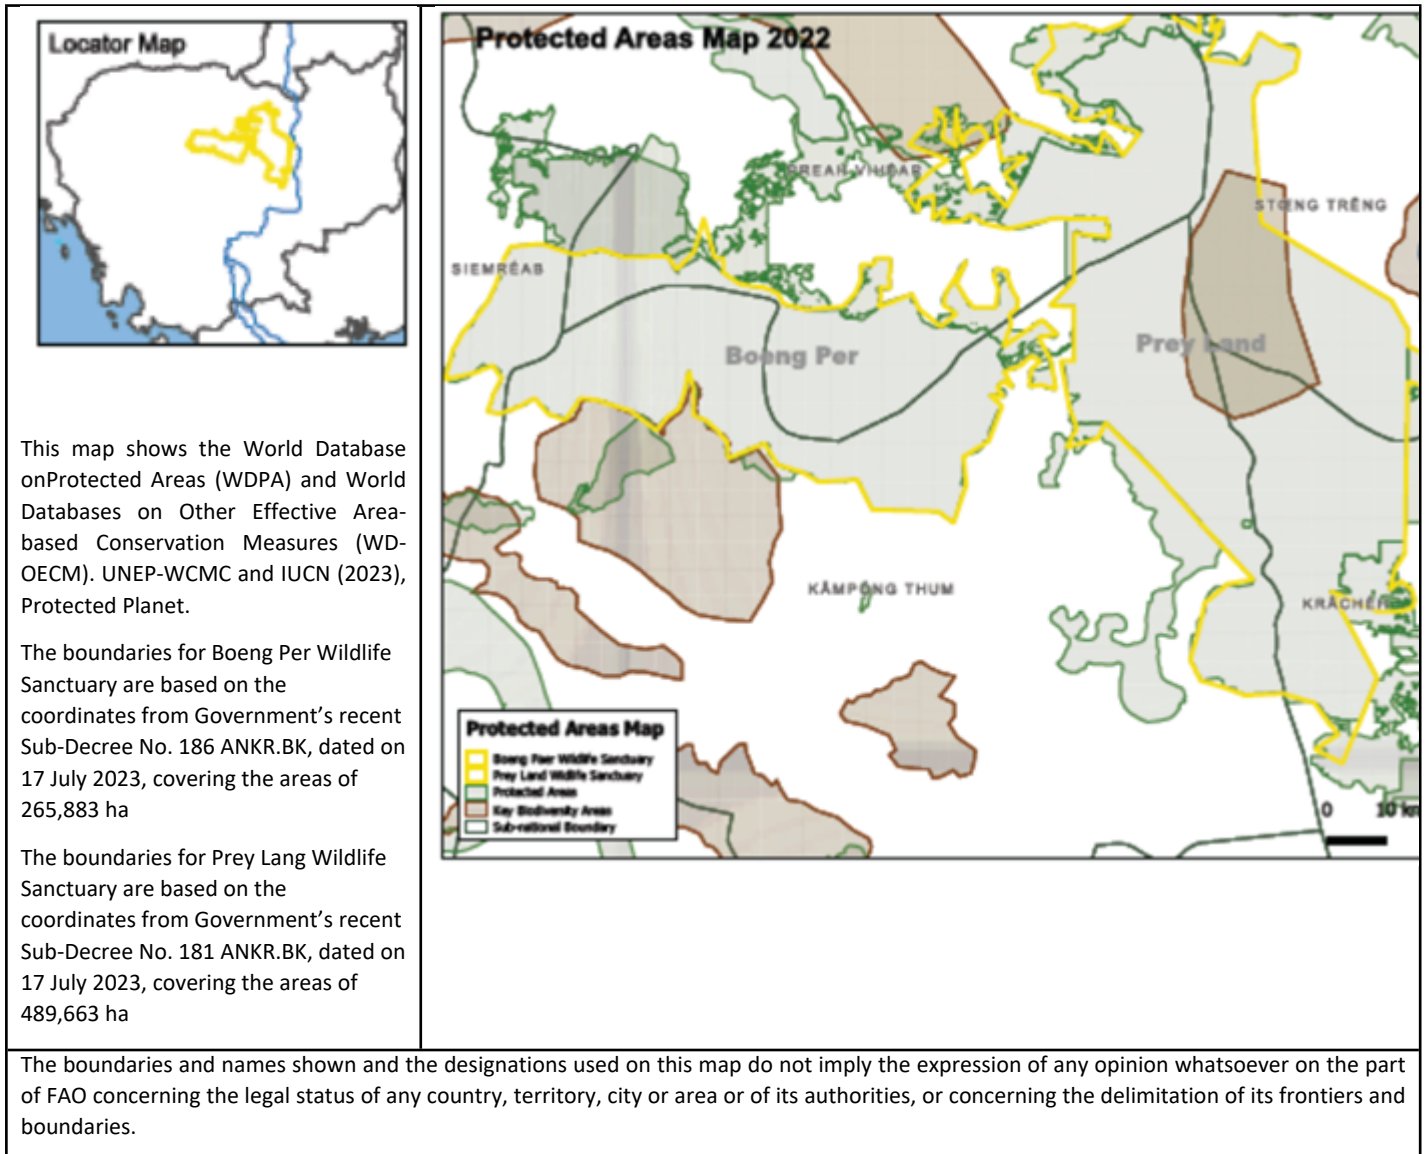 Locator Map
This map shows the World Database
onProtected Areas (WDPA) and World
Databases on Other Effective Area-
based Conservation Measures (WD-
OECM). UNEP-WCMC and IUCN (2023),
Protected Planet.
The boundaries for Boeng Per Wildlife
Sanctuary are based on the
coordinates from Government’s recent
Sub-Decree No. 186 ANKR.BK, dated on
17 July 2023, covering the areas of
265,883 ha
The boundaries for Prey Lang Wildlife
Sanctuary are based on the
coordinates from Government’s recent
Sub-Decree No. 181 ANKR.BK, dated on
17 July 2023, covering the areas of
489,663 ha
Protected Areas Map 2022
PREAH VIHÉAR
STŒNG TRÊNG
SIEMRÉAB
Boeng Per
Prey Land
KÂMPÓNG THUM
KRÂCHÉH
Protected Areas Map
Boeng Paer Wildlife Sanctuary
Prey Land Wildlife Sanctuary
Protected Areas
Key Biodiversity Areas
Sub-national Boundary
0 10 km
The boundaries and names shown and the designations used on this map do not imply the expression of any opinion whatsoever on the part
of FAO concerning the legal status of any country, territory, city or area or of its authorities, or concerning the delimitation of its frontiers and
boundaries.